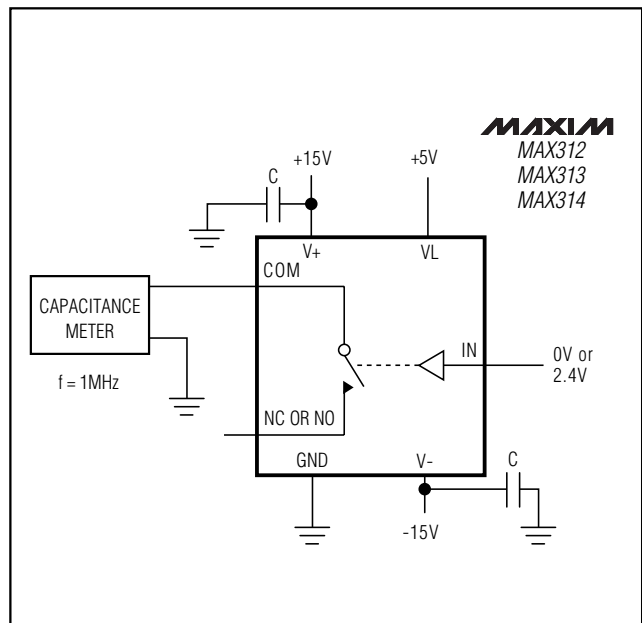 MAXIM
MAX312
MAX313
MAX314
+15V
+5V
C
V+
VL
COM
CAPACITANCE
METER
f = 1MHz
IN
0V or
2.4V
NC OR NO
GND
V-
C
-15V